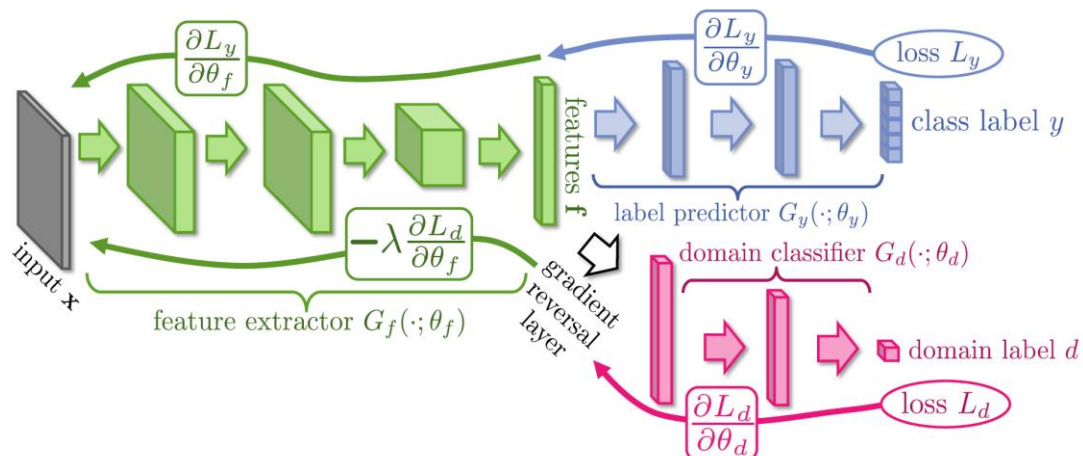 ∂L_y/∂θ_f
∂L_y/∂θ_y
loss L_y
features f
class label y
label predictor G_y(·; θ_y)
input x
−λ ∂L_d/∂θ_f
feature extractor G_f(·; θ_f)
gradient
reversal
layer
domain classifier G_d(·; θ_d)
domain label d
∂L_d/∂θ_d
loss L_d